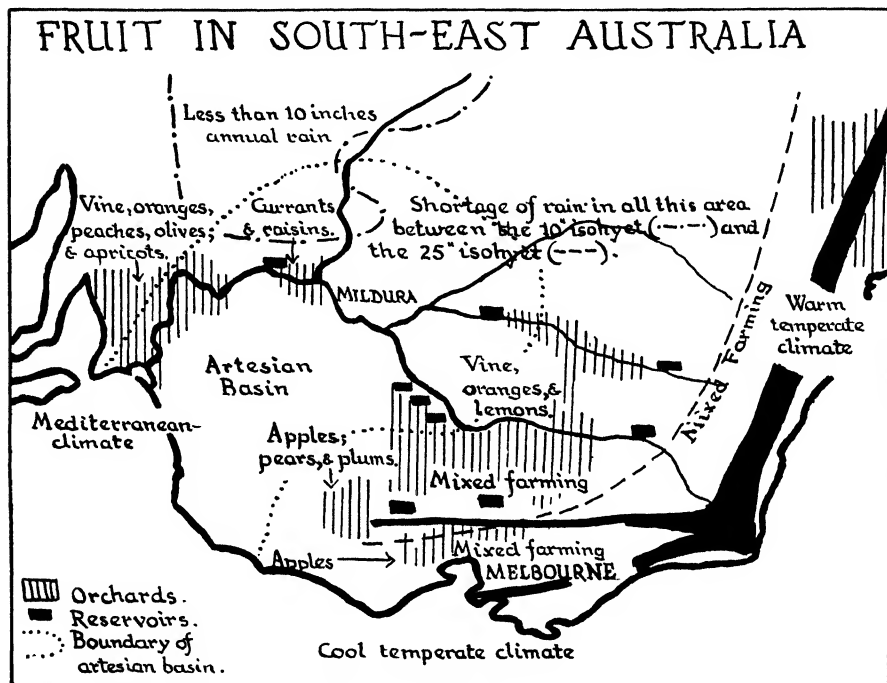 FRUIT IN SOUTH-EAST AUSTRALIA
Less than 10 inches
annual rain
Vine, oranges,
peaches, olives,
& apricots.
Currants
& raisins.
Shortage of rain in all this area
between the 10" isohyet (-·-·-) and
the 25" isohyet (---).
MILDURA
Mixed Farming
Warm
temperate
climate
Artesian
Basin
Vine,
oranges, &
lemons.
Mediterranean
climate
Apples,
pears, & plums.
Mixed farming
Apples
Mixed farming
MELBOURNE
Orchards.
Reservoirs.
Boundary of
artesian basin.
Cool temperate climate